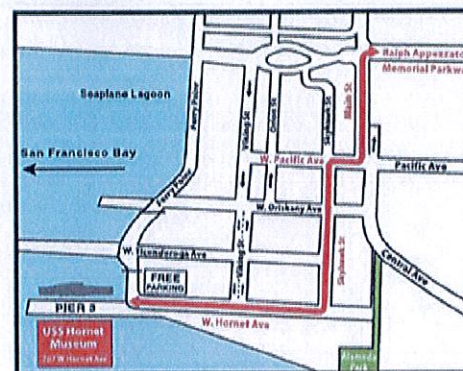 Ralph Appezzato
Memorial Parkway
Seaplane Lagoon
Ferry Point
Viking St
Orion St
Skyhawk St
Main St
San Francisco Bay
W. Pacific Ave
Pacific Ave
Ferry Point
W. Oriskany Ave
W. Ticonderoga Ave
Viking St
Skyhawk St
Central Ave
FREE
PARKING
PIER 3
W. Hornet Ave
USS Hornet
Museum
707 W Hornet Ave
Alameda